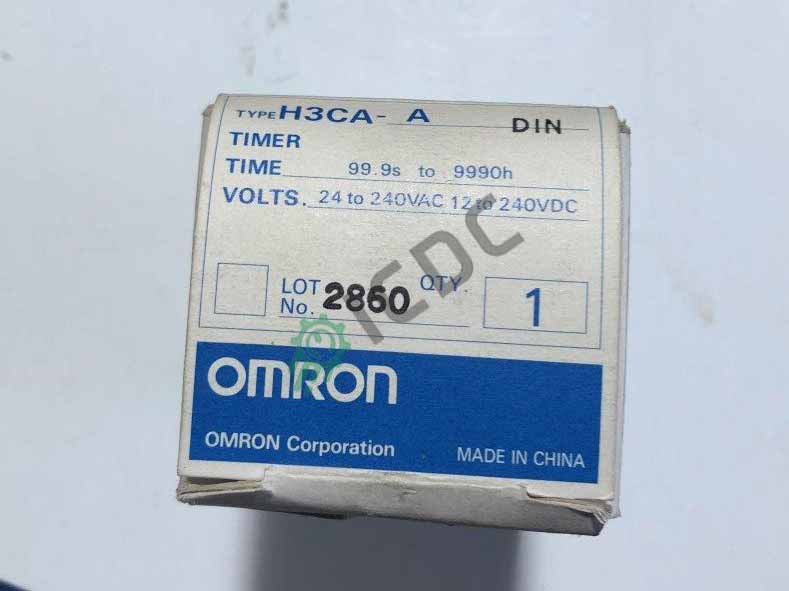 TYPE H3CA- A DIN
TIMER
TIME 99.9s to 9990h
VOLTS. 24 to 240VAC 12 to 240VDC
LOT No. 2860 QTY. 1
ICDC
OMRON
OMRON Corporation MADE IN CHINA